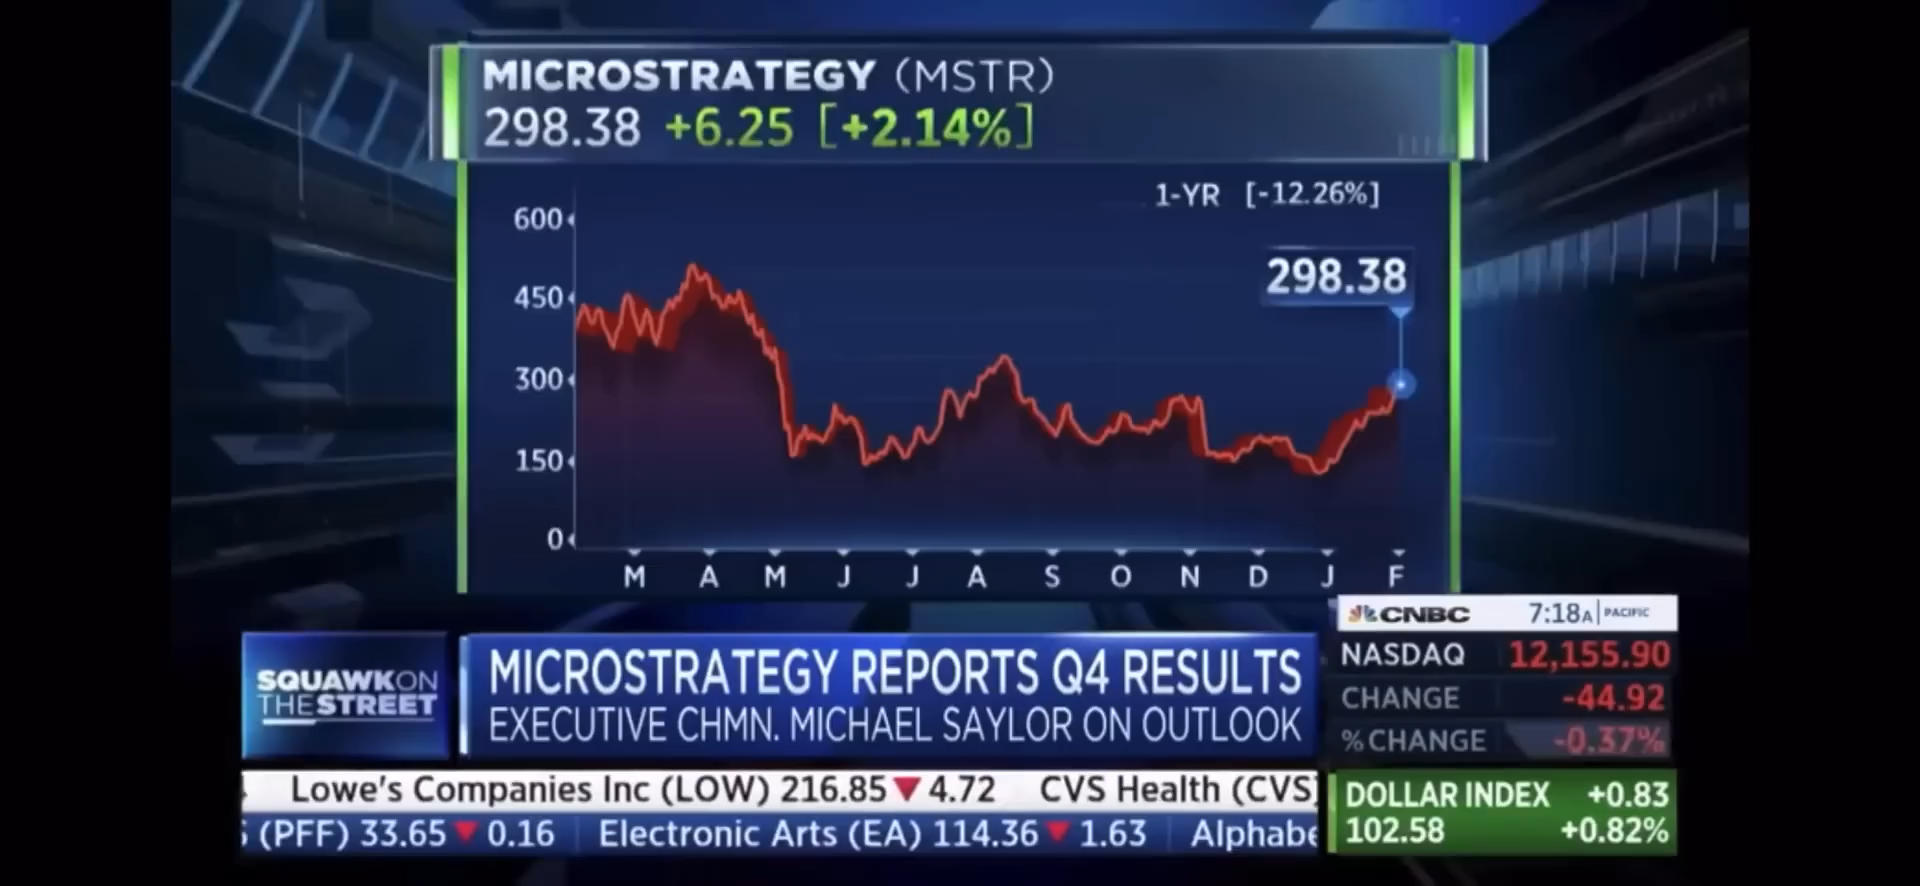 MICROSTRATEGY (MSTR)
298.38 +6.25 [+2.14%]
1-YR [-12.26%]
600
450
300
150
0
298.38
M A M J J A S O N D J F
SQUAWK ON
THE STREET
MICROSTRATEGY REPORTS Q4 RESULTS
EXECUTIVE CHMN. MICHAEL SAYLOR ON OUTLOOK
CNBC 7:18A PACIFIC
NASDAQ 12,155.90
CHANGE -44.92
% CHANGE -0.37%
DOLLAR INDEX +0.83
102.58 +0.82%
Lowe's Companies Inc (LOW) 216.85▼4.72 CVS Health (CVS)
(PFF) 33.65▼0.16 Electronic Arts (EA) 114.36▼1.63 Alphabe